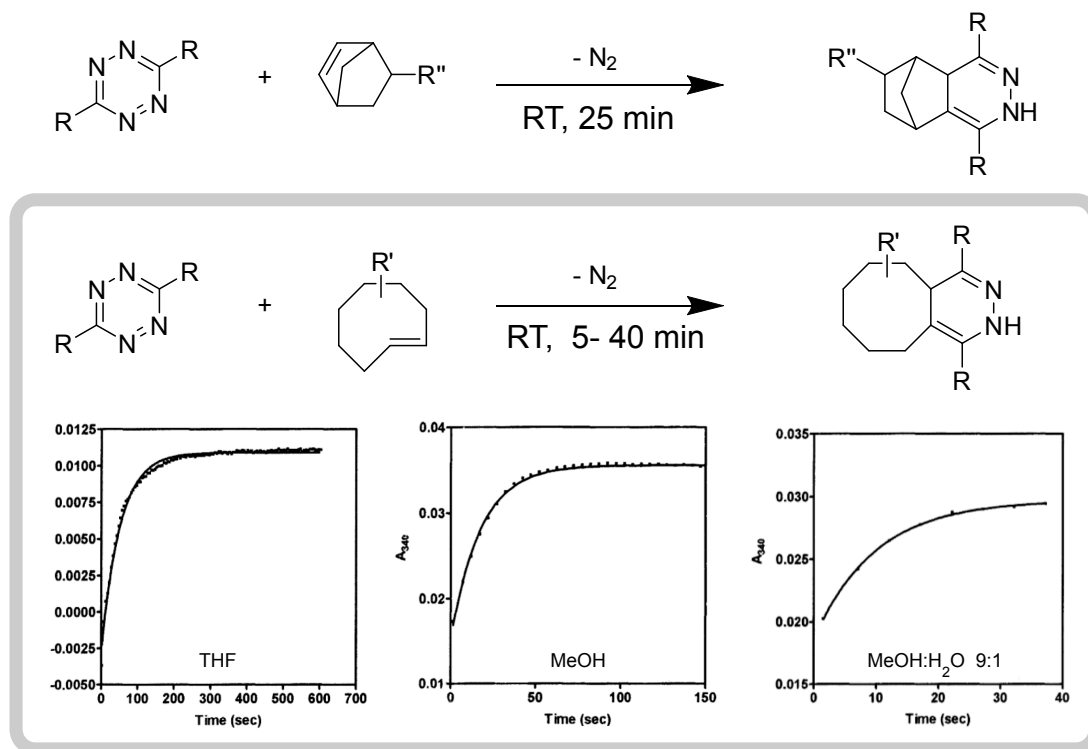 R
N
N
N
N
R
+
R"
- N₂
RT, 25 min
R"
R
N
NH
R
R
N
N
N
N
R
+
R'
- N₂
RT, 5- 40 min
R'
R
N
NH
R
0.0125
0.0100
0.0075
0.0050
0.0025
0.0000
-0.0025
-0.0050
0 100 200 300 400 500 600 700
Time (sec)
THF
0.04
0.03
0.02
0.01
A₃₄₀
0 50 100 150
Time (sec)
MeOH
0.035
0.030
0.025
0.020
0.015
A₃₄₀
0 10 20 30 40
Time (sec)
MeOH:H₂O 9:1